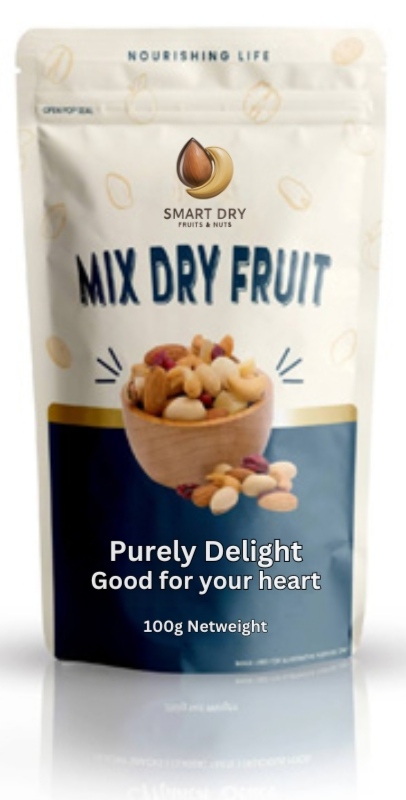 NOURISHING LIFE
OPEN POP SEAL
SMART DRY
FRUITS & NUTS
MIX DRY FRUIT
Purely Delight
Good for your heart
100g Netweight